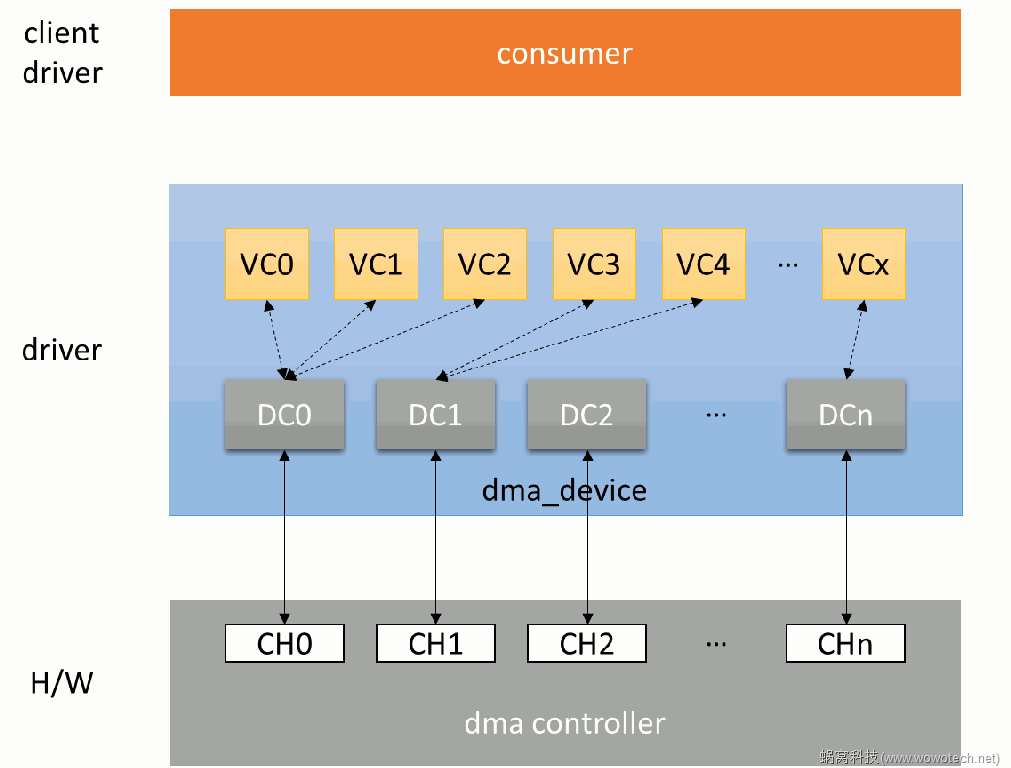 client
driver
consumer
VC0 VC1 VC2 VC3 VC4 ... VCx
driver
DC0 DC1 DC2 ... DCn
dma_device
CH0 CH1 CH2 ... CHn
H/W
dma controller
蜗窝科技(www.wowotech.net)